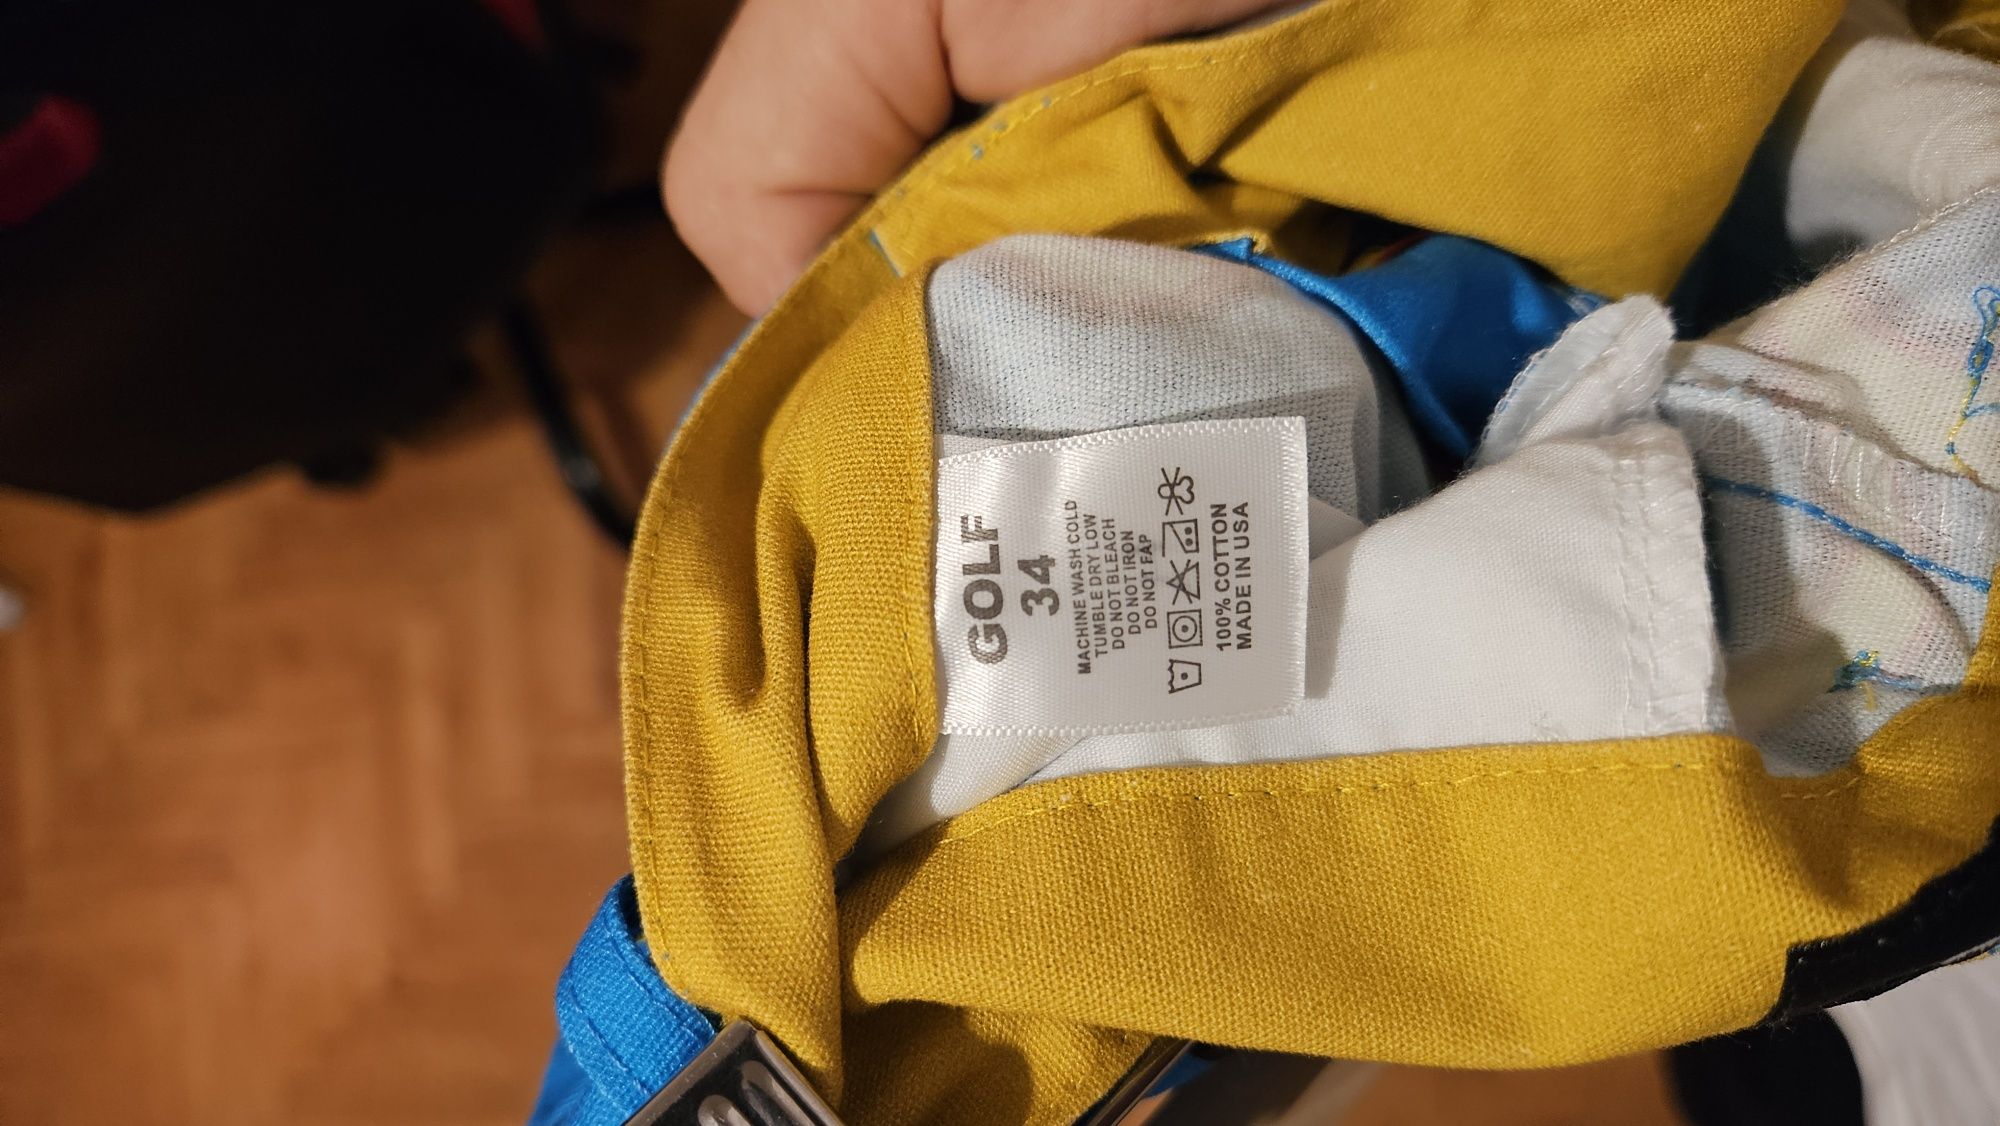 GOLF
34
MACHINE WASH COLD
TUMBLE DRY LOW
DO NOT BLEACH
DO NOT IRON
DO NOT FAP
100% COTTON
MADE IN USA